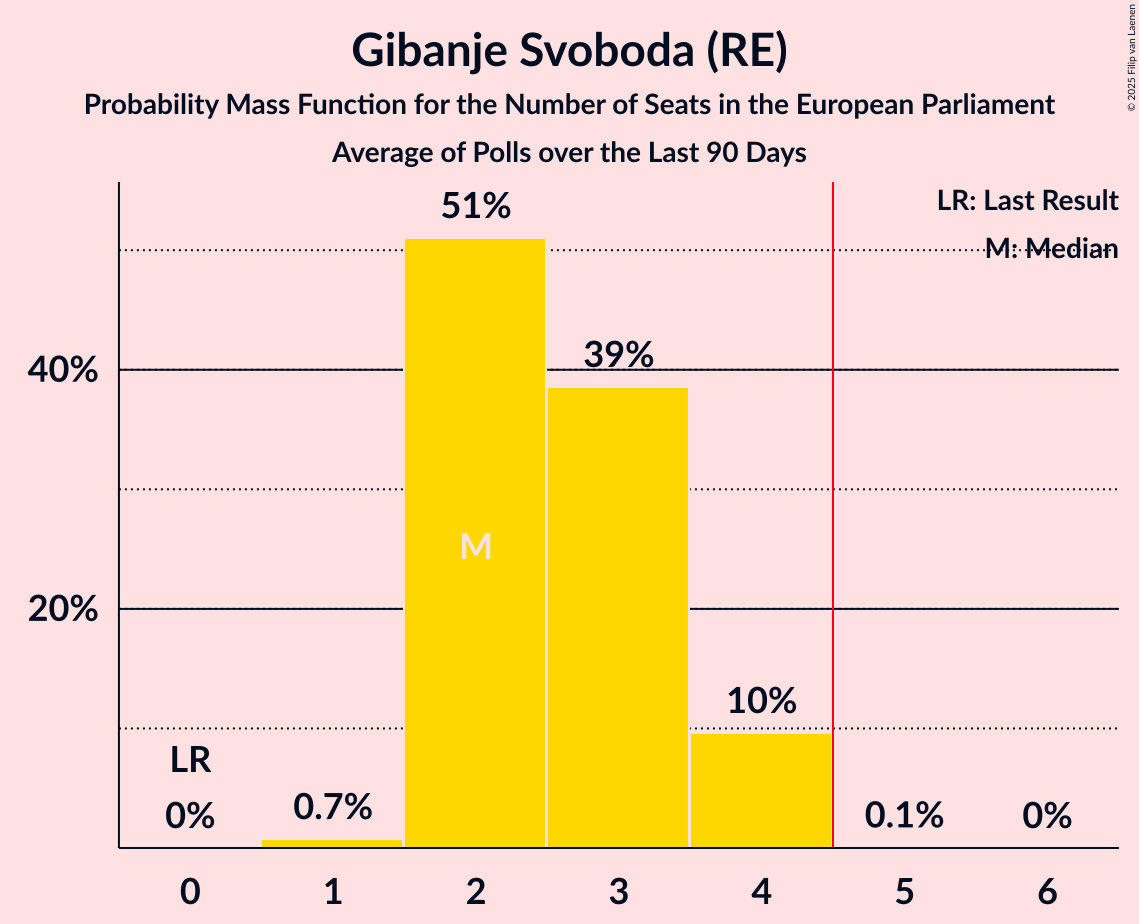 Gibanje Svoboda (RE)
Probability Mass Function for the Number of Seats in the European Parliament
Average of Polls over the Last 90 Days
© 2025 Filip van Laenen
LR: Last Result
M: Median
51%
39%
40%
M
20%
10%
LR
0%
0.7%
0.1%
0%
0 1 2 3 4 5 6